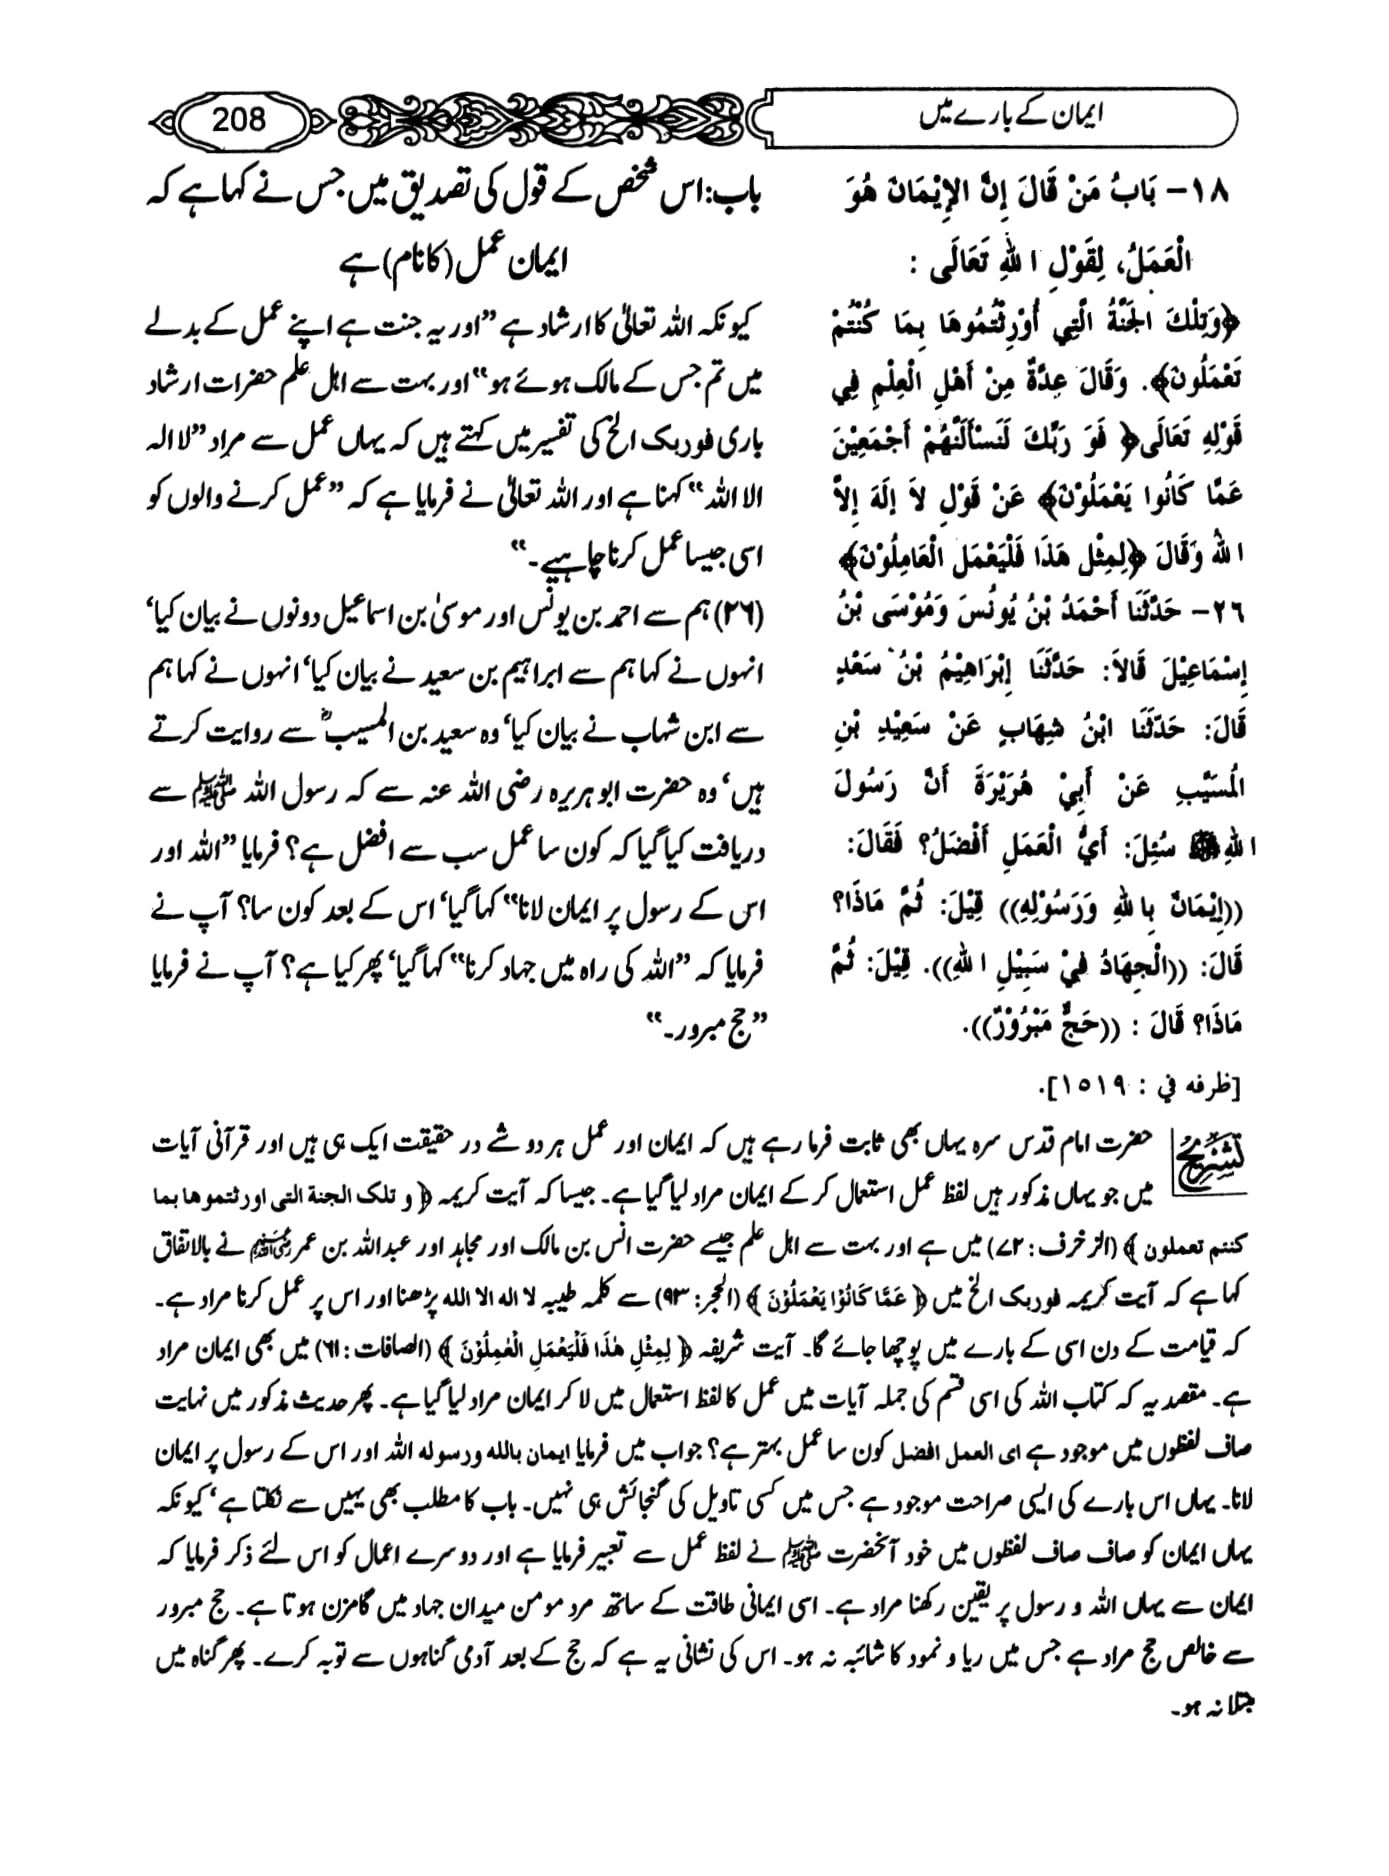 ایمان کے بارے میں
208
١٨- بَابُ مَنْ قَالَ إِنَّ الإِيْمَانَ هُوَ
الْعَمَلُ، لِقَوْلِ اللهِ تَعَالَى :
﴿وَتِلْكَ الجَنَّةُ الَّتِي أُوْرِثْتُمُوهَا بِمَا كُنْتُمْ
تَعْمَلُونَ﴾. وَقَالَ عِدَّةٌ مِنْ أَهْلِ الْعِلْمِ فِي
قَوْلِهِ تَعَالَى﴿ فَوَ رَبِّكَ لَنَسْأَلَنَّهُمْ أَجْمَعِيْنَ
عَمَّا كَانُوا يَعْمَلُوْنَ﴾ عَنْ قَوْلِ لاَ إِلَهَ إِلاَّ
اللهُ وَقَالَ ﴿لِمِثْلِ هَذَا فَلْيَعْمَلِ الْعَامِلُوْنَ﴾
٢٦- حَدَّثَنَا أَحْمَدُ بْنُ يُونُسَ وَمُوْسَى بْنُ
إِسْمَاعِيْلَ قَالاَ: حَدَّثَنَا إِبْرَاهِيْمُ بْنُ سَعْدٍ
قَالَ: حَدَّثَنَا ابْنُ شِهَابٍ عَنْ سَعِيْدِ بْنِ
الْمُسَيَّبِ عَنْ أَبِيْ هُرَيْرَةَ أَنَّ رَسُولَ
اللهِ ﷺ سُئِلَ: أَيُّ الْعَمَلِ أَفْضَلُ؟ فَقَالَ:
((إِيْمَانٌ بِاللهِ وَرَسُوْلِهِ)) قِيْلَ: ثُمَّ مَاذَا؟
قَالَ: ((الْجِهَادُ فِيْ سَبِيْلِ اللهِ)). قِيْلَ: ثُمَّ
مَاذَا؟ قَالَ : ((حَجٌّ مَبْرُوْرٌ)).
[ظرفه في : ١٥١٩].
باب: اس شخص کے قول کی تصدیق میں جس نے کہا ہے کہ
ایمان عمل (کا نام) ہے
کیونکہ اللہ تعالیٰ کا ارشاد ہے ”اور یہ جنت ہے اپنے عمل کے بدلے
میں تم جس کے مالک ہوئے ہو“ اور بہت سے اہل علم حضرات ارشاد
باری فوربک الخ کی تفسیر میں کہتے ہیں کہ یہاں عمل سے مراد ”لا الہ
الا اللہ“ کہنا ہے اور اللہ تعالیٰ نے فرمایا ہے کہ ”عمل کرنے والوں کو
اسی جیسا عمل کرنا چاہیے۔“
(۲۶) ہم سے احمد بن یونس اور موسیٰ بن اسماعیل دونوں نے بیان کیا‘
انہوں نے کہا ہم سے ابراہیم بن سعید نے بیان کیا‘ انہوں نے کہا ہم
سے ابن شہاب نے بیان کیا‘ وہ سعید بن المسیبؒ سے روایت کرتے
ہیں‘ وہ حضرت ابوہریرہ رضی اللہ عنہ سے کہ رسول اللہ ﷺ سے
دریافت کیا گیا کہ کون سا عمل سب سے افضل ہے؟ فرمایا ”اللہ اور
اس کے رسول پر ایمان لانا“ کہا گیا‘ اس کے بعد کون سا؟ آپ نے
فرمایا کہ ”اللہ کی راہ میں جہاد کرنا“ کہا گیا‘ پھر کیا ہے؟ آپ نے فرمایا
”حج مبرور۔“
تشریح
حضرت امام قدس سرہ یہاں بھی ثابت فرما رہے ہیں کہ ایمان اور عمل ہر دو شے در حقیقت ایک ہی ہیں اور قرآنی آیات
میں جو یہاں مذکور ہیں لفظ عمل استعمال کر کے ایمان مراد لیا گیا ہے۔ جیسا کہ آیت کریمہ ﴿ و تلک الجنة التی اورثتموها بما
کنتم تعملون ﴾ (الزخرف: ۷۲) میں ہے اور بہت سے اہل علم جیسے حضرت انس بن مالک اور مجاہد اور عبداللہ بن عمر رضی اللہ عنہم نے بالاتفاق
کہا ہے کہ آیت کریمہ فوربک الخ میں ﴿ عَمَّا كَانُوْا يَعْمَلُوْنَ ﴾ (الحجر: ۹۳) سے کلمہ طیبہ لا الہ الا اللہ پڑھنا اور اس پر عمل کرنا مراد ہے۔
کہ قیامت کے دن اسی کے بارے میں پوچھا جائے گا۔ آیت شریفہ ﴿ لِمِثْلِ هٰذَا فَلْيَعْمَلِ الْعٰمِلُوْنَ ﴾ (الصافات: ۶۱) میں بھی ایمان مراد
ہے۔ مقصد یہ کہ کتاب اللہ کی اسی قسم کی جملہ آیات میں عمل کا لفظ استعمال میں لا کر ایمان مراد لیا گیا ہے۔ پھر حدیث مذکور میں نہایت
صاف لفظوں میں موجود ہے ای العمل افضل کون سا عمل بہتر ہے؟ جواب میں فرمایا ایمان باللہ ورسولہ اللہ اور اس کے رسول پر ایمان
لانا۔ یہاں اس بارے کی ایسی صراحت موجود ہے جس میں کسی تاویل کی گنجائش ہی نہیں۔ باب کا مطلب بھی یہیں سے نکلتا ہے‘ کیونکہ
یہاں ایمان کو صاف صاف لفظوں میں خود آنحضرت ﷺ نے لفظ عمل سے تعبیر فرمایا ہے اور دوسرے اعمال کو اس لئے ذکر فرمایا کہ
ایمان سے یہاں اللہ و رسول پر یقین رکھنا مراد ہے۔ اسی ایمانی طاقت کے ساتھ مرد مومن میدان جہاد میں گامزن ہوتا ہے۔ حج مبرور
سے خالص حج مراد ہے جس میں ریا و نمود کا شائبہ نہ ہو۔ اس کی نشانی یہ ہے کہ حج کے بعد آدمی گناہوں سے توبہ کرے۔ پھر گناہ میں
مبتلا نہ ہو۔